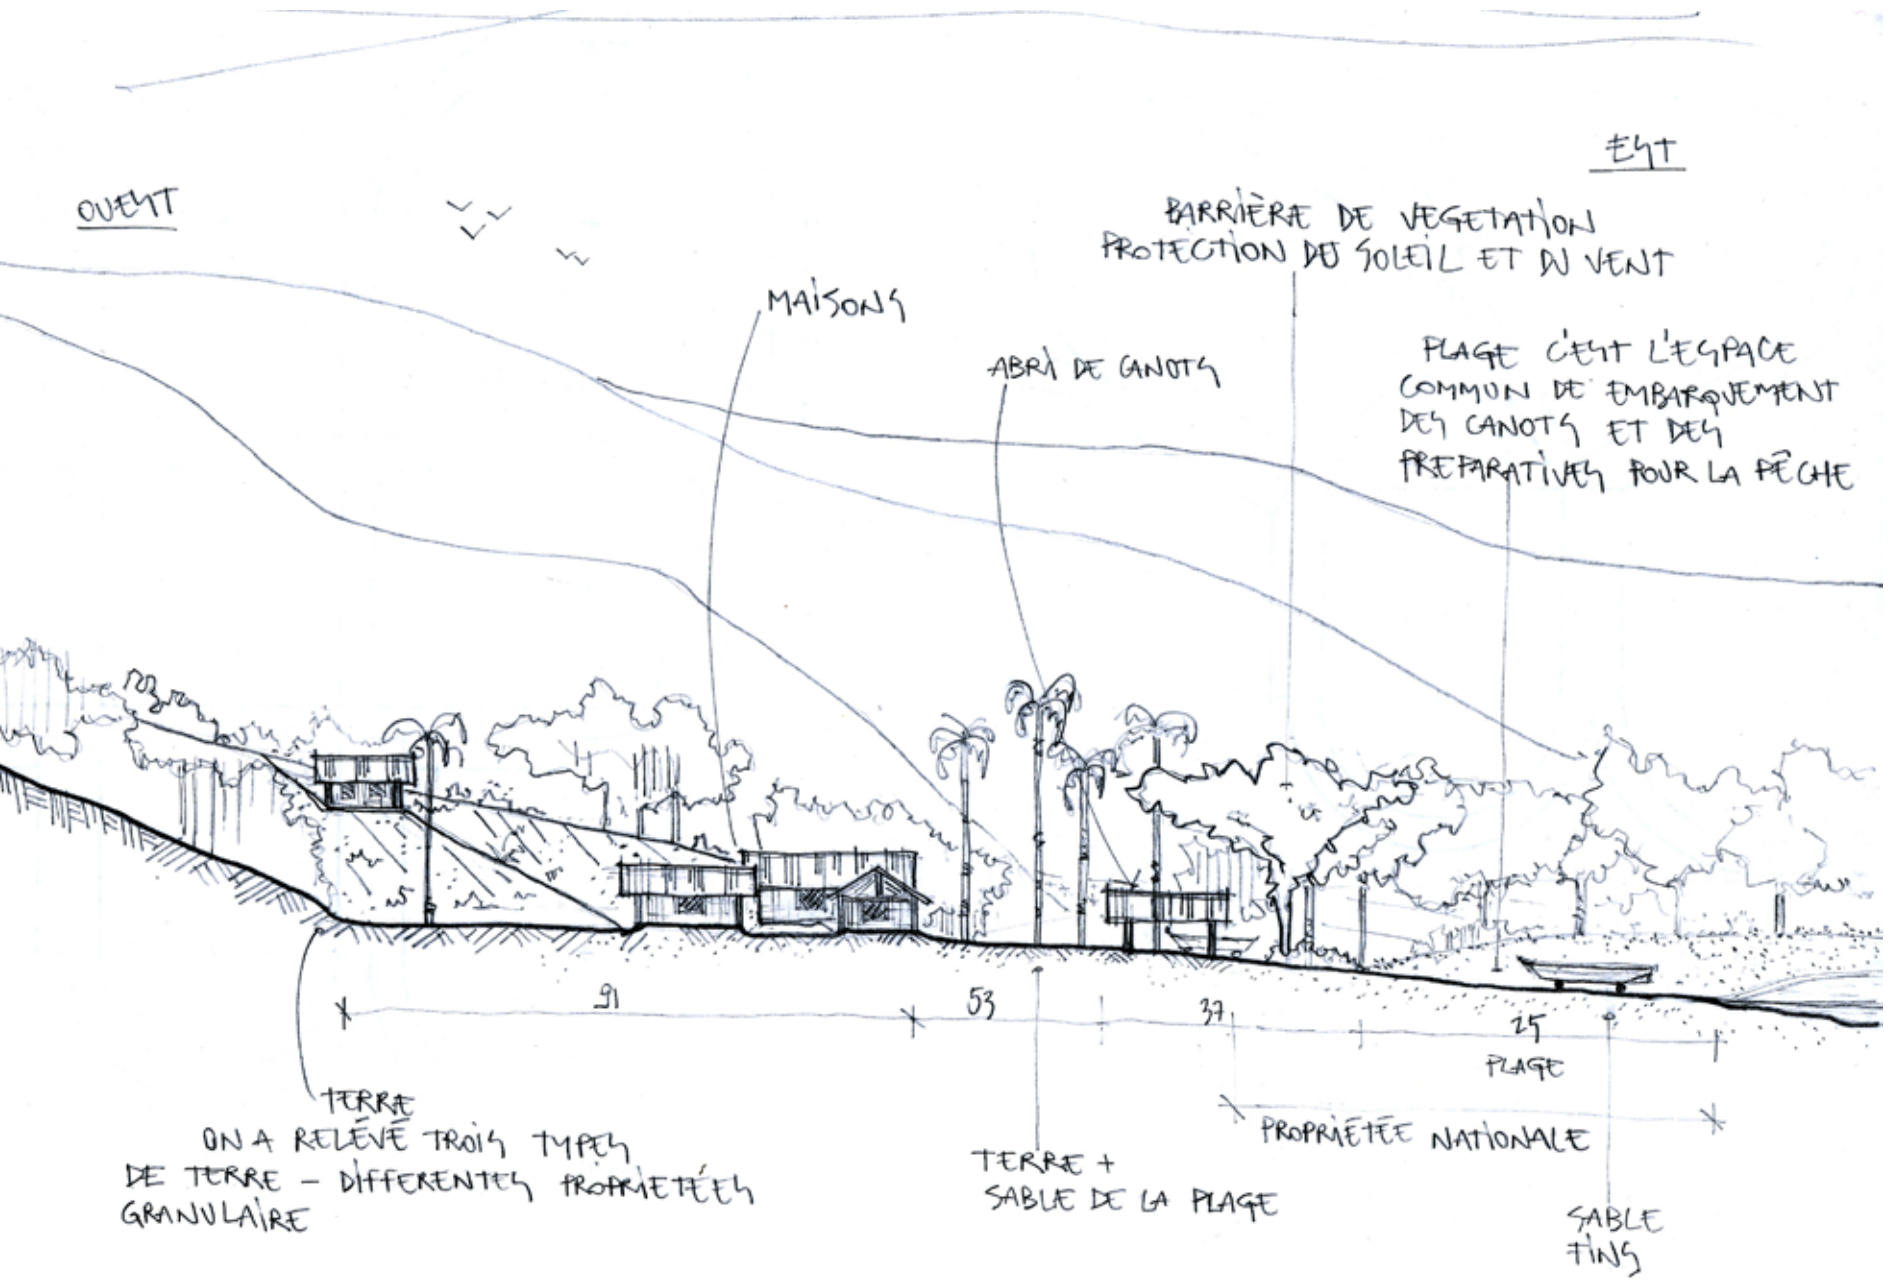 EST
OUEST
BARRIÈRE DE VEGETATION
PROTECTION DU SOLEIL ET DU VENT
MAISONS
PLAGE C'EST L'ESPACE
COMMUN DE EMBARQUEMENT
DES CANOTS ET DES
PREPARATIVES POUR LA PÊCHE
ABRI DE CANOTS
91
53
37
25
PLAGE
PROPRIÉTÉE NATIONALE
TERRE
ON A RELÉVÉ TROIS TYPES
DE TERRE – DIFFERENTES PROPRIETÉES
GRANULAIRE
TERRE +
SABLE DE LA PLAGE
SABLE
FINS